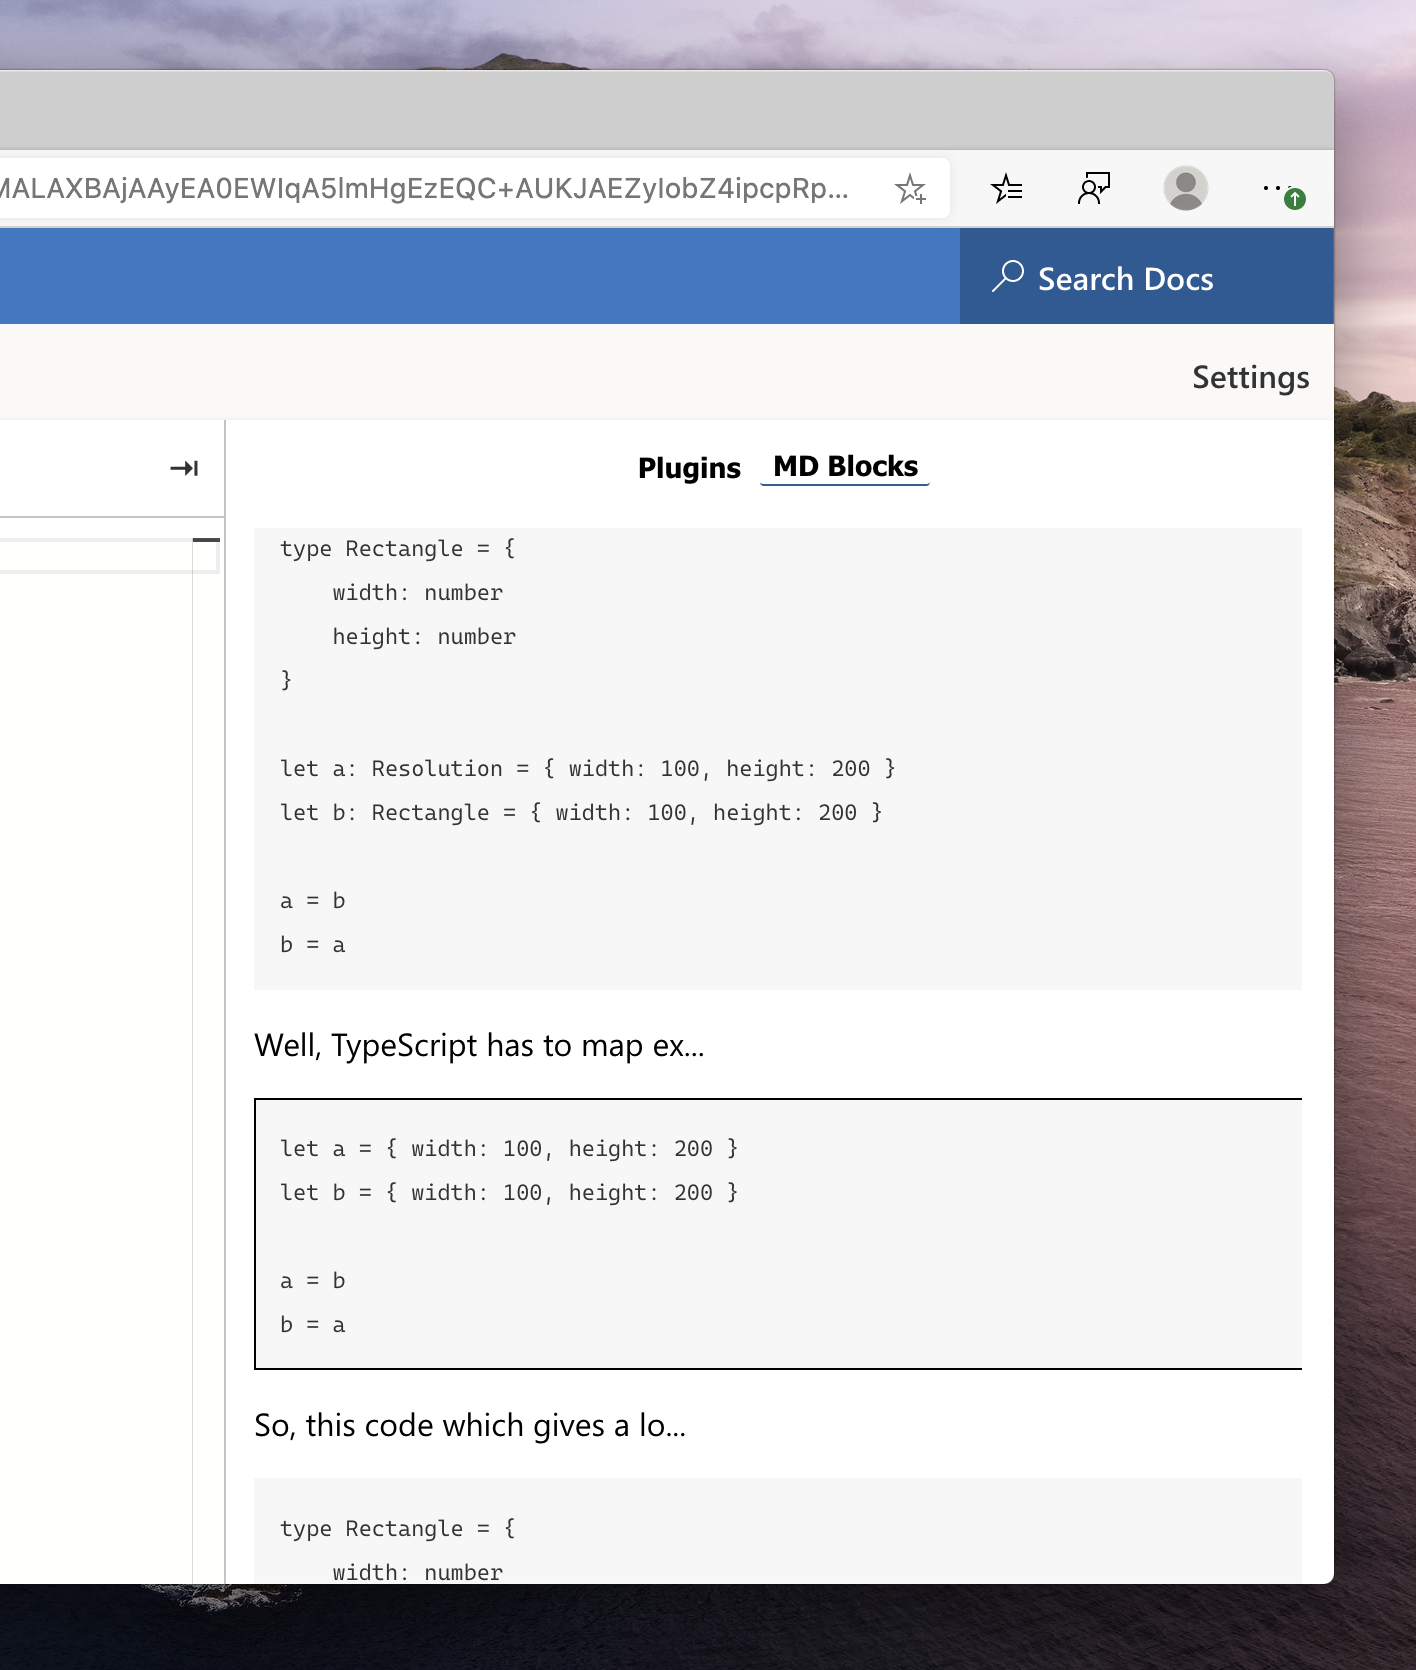 MALAXBAjAAyEA0EWIqA5lmHgEzEQC+AUKJAEZyIobZ4ipcpRp...
Search Docs
Settings
Plugins MD Blocks
type Rectangle = {
    width: number
    height: number
}
let a: Resolution = { width: 100, height: 200 }
let b: Rectangle = { width: 100, height: 200 }
a = b
b = a
Well, TypeScript has to map ex...
let a = { width: 100, height: 200 }
let b = { width: 100, height: 200 }
a = b
b = a
So, this code which gives a lo...
type Rectangle = {
    width: number